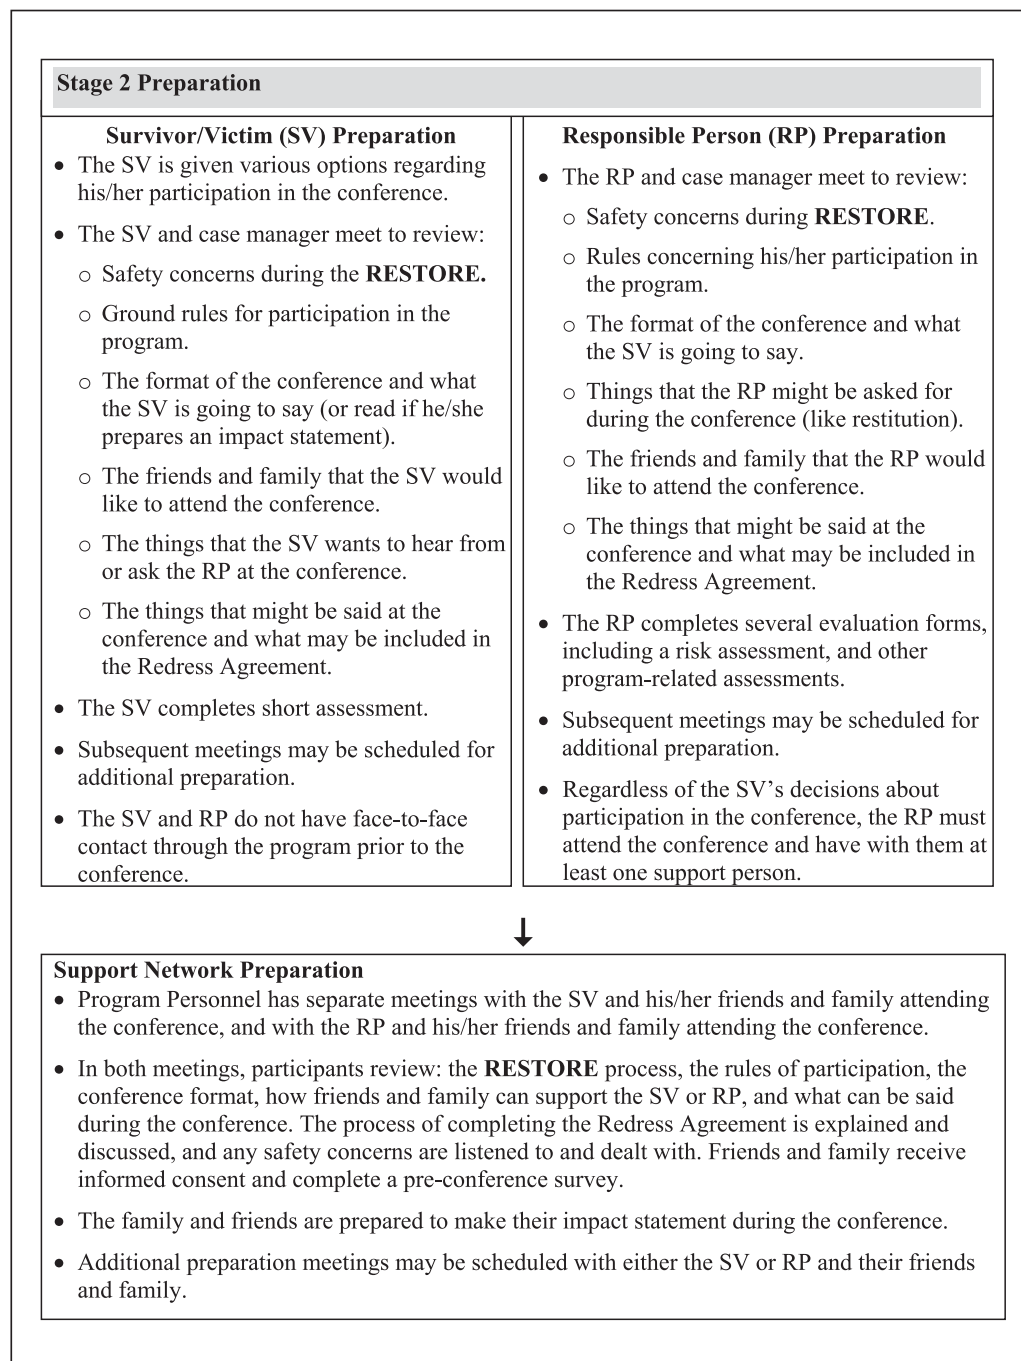 Stage 2 Preparation
Survivor/Victim (SV) Preparation
• The SV is given various options regarding
his/her participation in the conference.
• The SV and case manager meet to review:
o Safety concerns during the RESTORE.
o Ground rules for participation in the
program.
o The format of the conference and what
the SV is going to say (or read if he/she
prepares an impact statement).
o The friends and family that the SV would
like to attend the conference.
o The things that the SV wants to hear from
or ask the RP at the conference.
o The things that might be said at the
conference and what may be included in
the Redress Agreement.
• The SV completes short assessment.
• Subsequent meetings may be scheduled for
additional preparation.
• The SV and RP do not have face-to-face
contact through the program prior to the
conference.
Responsible Person (RP) Preparation
• The RP and case manager meet to review:
o Safety concerns during RESTORE.
o Rules concerning his/her participation in
the program.
o The format of the conference and what
the SV is going to say.
o Things that the RP might be asked for
during the conference (like restitution).
o The friends and family that the RP would
like to attend the conference.
o The things that might be said at the
conference and what may be included in
the Redress Agreement.
• The RP completes several evaluation forms,
including a risk assessment, and other
program-related assessments.
• Subsequent meetings may be scheduled for
additional preparation.
• Regardless of the SV’s decisions about
participation in the conference, the RP must
attend the conference and have with them at
least one support person.
Support Network Preparation
• Program Personnel has separate meetings with the SV and his/her friends and family attending
the conference, and with the RP and his/her friends and family attending the conference.
• In both meetings, participants review: the RESTORE process, the rules of participation, the
conference format, how friends and family can support the SV or RP, and what can be said
during the conference. The process of completing the Redress Agreement is explained and
discussed, and any safety concerns are listened to and dealt with. Friends and family receive
informed consent and complete a pre-conference survey.
• The family and friends are prepared to make their impact statement during the conference.
• Additional preparation meetings may be scheduled with either the SV or RP and their friends
and family.